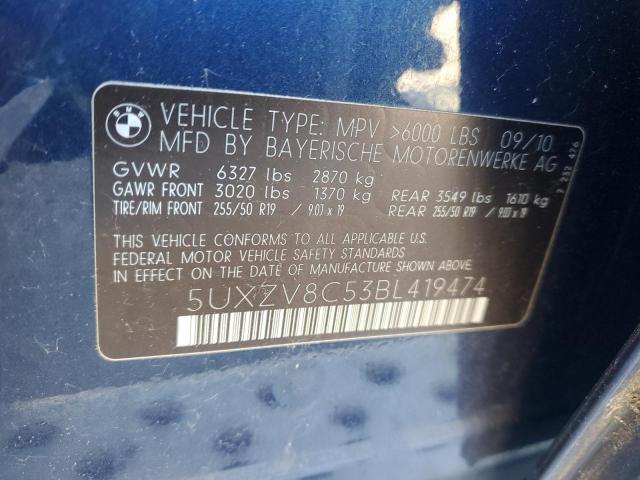 BMW
VEHICLE TYPE: MPV >6000 LBS 09/10
MFD BY BAYERISCHE MOTORENWERKE AG
GVWR 6327 lbs 2870 kg
GAWR FRONT 3020 lbs 1370 kg REAR 3549 lbs 1610 kg
TIRE/RIM FRONT 255/50 R19 / 9.0J x 19 REAR 255/50 R19 / 9.0J x 19
THIS VEHICLE CONFORMS TO ALL APPLICABLE U.S.
FEDERAL MOTOR VEHICLE SAFETY STANDARDS
IN EFFECT ON THE DATE OF MANUFACTURE SHOWN ABOVE.
5UXZV8C53BL419474